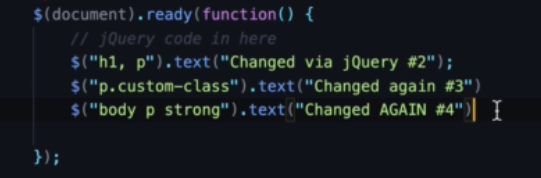 $(document).ready(function() {
// jQuery code in here
$("h1, p").text("Changed via jQuery #2");
$("p.custom-class").text("Changed again #3")
$("body p strong").text("Changed AGAIN #4")
});